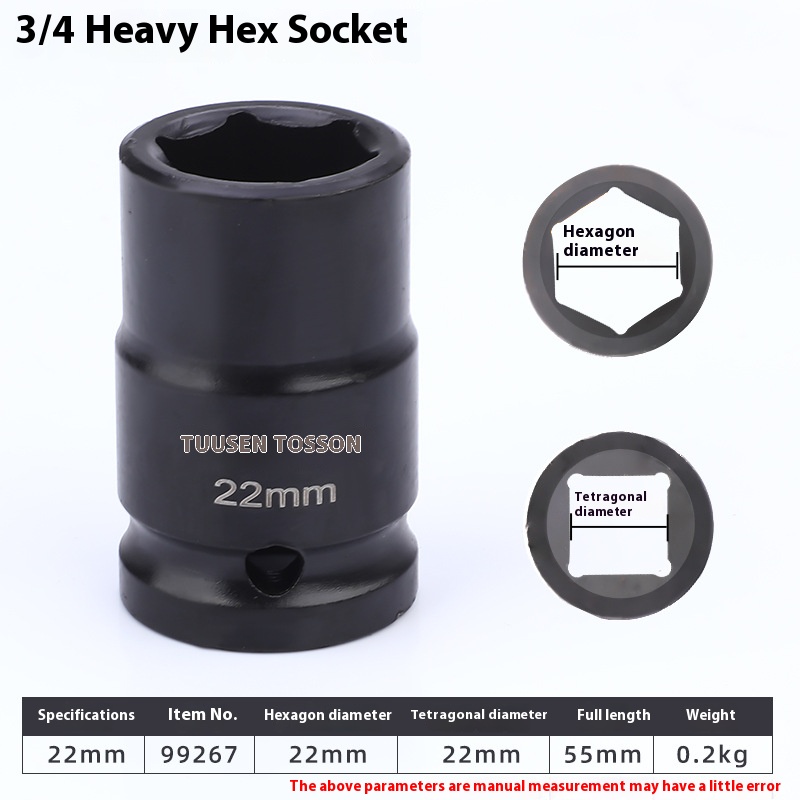 3/4 Heavy Hex Socket
Hexagon
diameter
TUUSEN TOSSON
22mm
Tetragonal
diameter
Specifications Item No. Hexagon diameter Tetragonal diameter Full length Weight
22mm 99267 22mm 22mm 55mm 0.2kg
The above parameters are manual measurement may have a little error